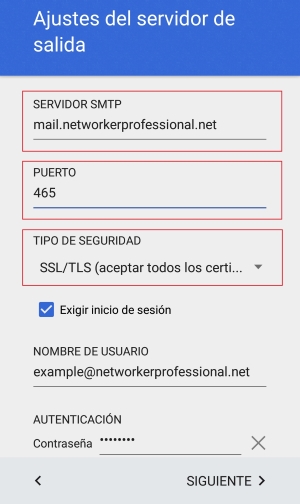 Ajustes del servidor de
salida
SERVIDOR SMTP
mail.networkerprofessional.net
PUERTO
465
TIPO DE SEGURIDAD
SSL/TLS (aceptar todos los certi...
Exigir inicio de sesión
NOMBRE DE USUARIO
example@networkerprofessional.net
AUTENTICACIÓN
Contraseña ••••••••
SIGUIENTE